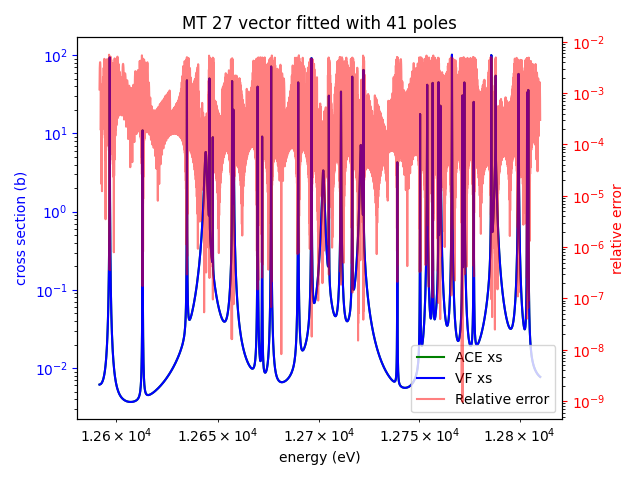 MT 27 vector fitted with 41 poles
cross section (b)
10²
10¹
10⁰
10⁻¹
10⁻²
10⁻²
10⁻³
10⁻⁴
10⁻⁵
10⁻⁶
10⁻⁷
10⁻⁸
10⁻⁹
relative error
ACE xs
VF xs
Relative error
1.26 × 10⁴ 1.265 × 10⁴ 1.27 × 10⁴ 1.275 × 10⁴ 1.28 × 10⁴
energy (eV)